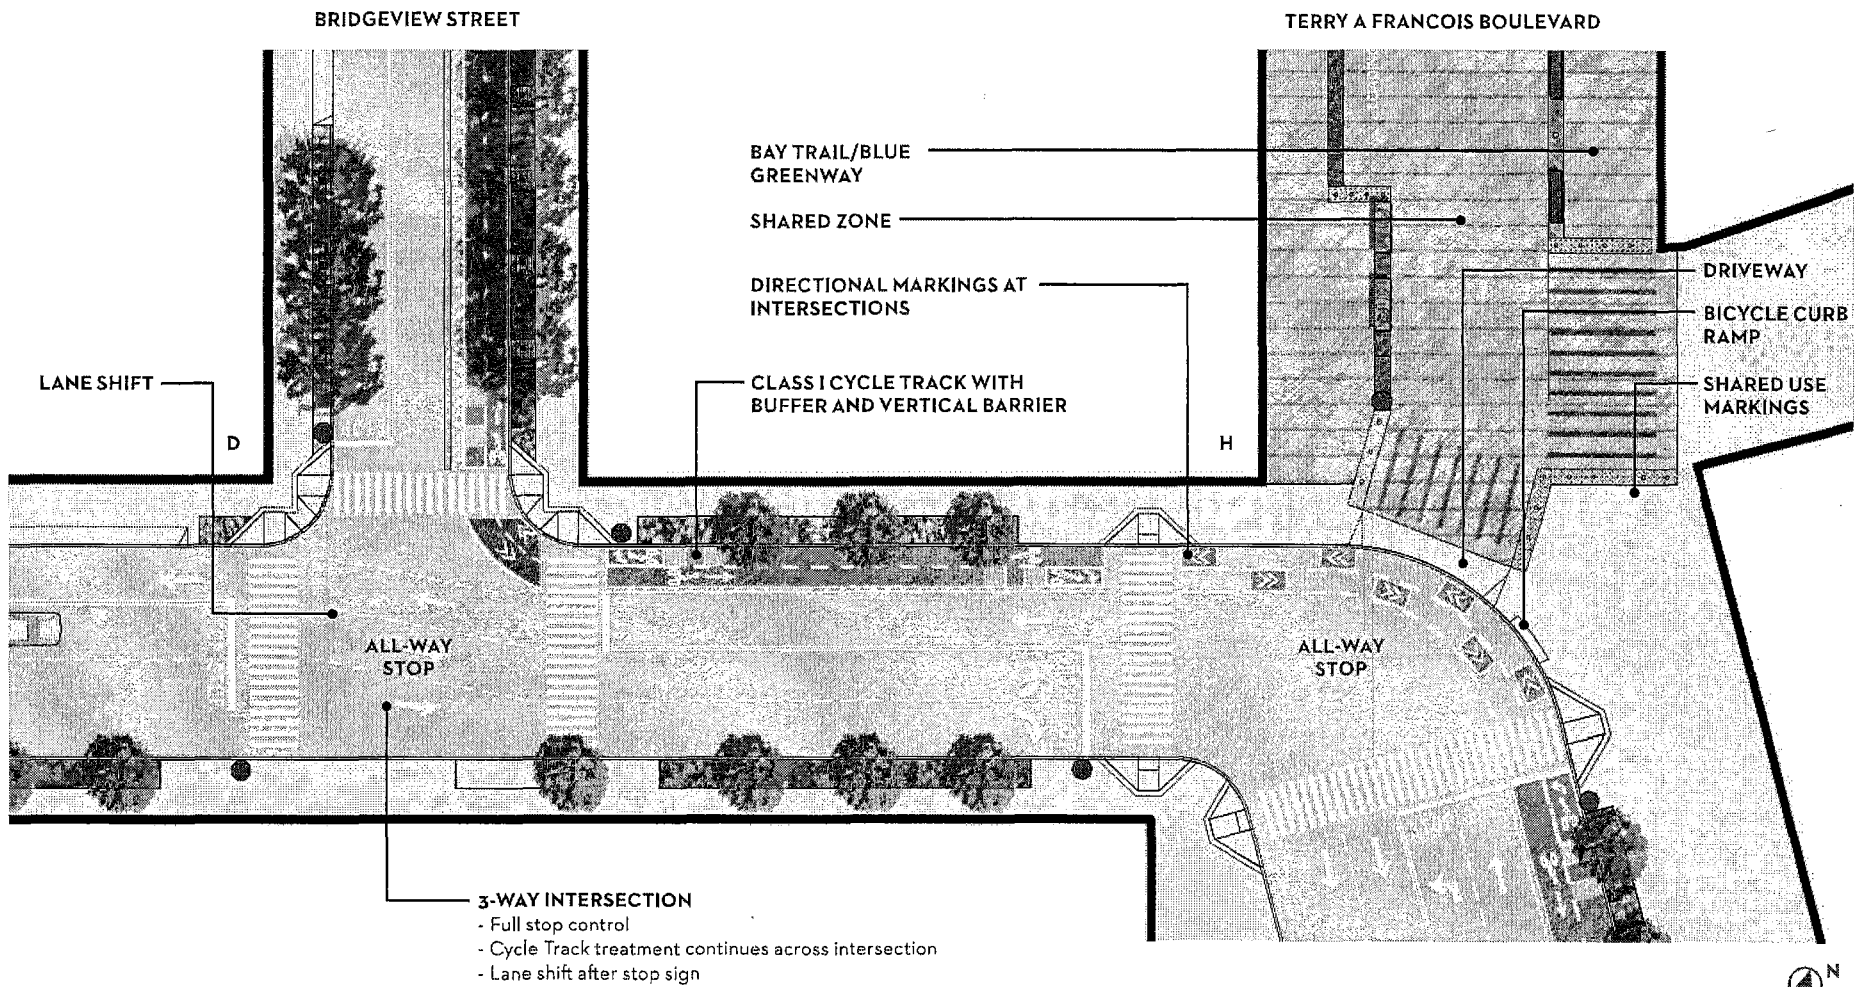 BRIDGEVIEW STREET
TERRY A FRANCOIS BOULEVARD
BAY TRAIL/BLUE
GREENWAY
SHARED ZONE
DIRECTIONAL MARKINGS AT
INTERSECTIONS
CLASS I CYCLE TRACK WITH
BUFFER AND VERTICAL BARRIER
DRIVEWAY
BICYCLE CURB
RAMP
SHARED USE
MARKINGS
LANE SHIFT
D
H
ALL-WAY
STOP
ALL-WAY
STOP
3-WAY INTERSECTION
- Full stop control
- Cycle Track treatment continues across intersection
- Lane shift after stop sign
N